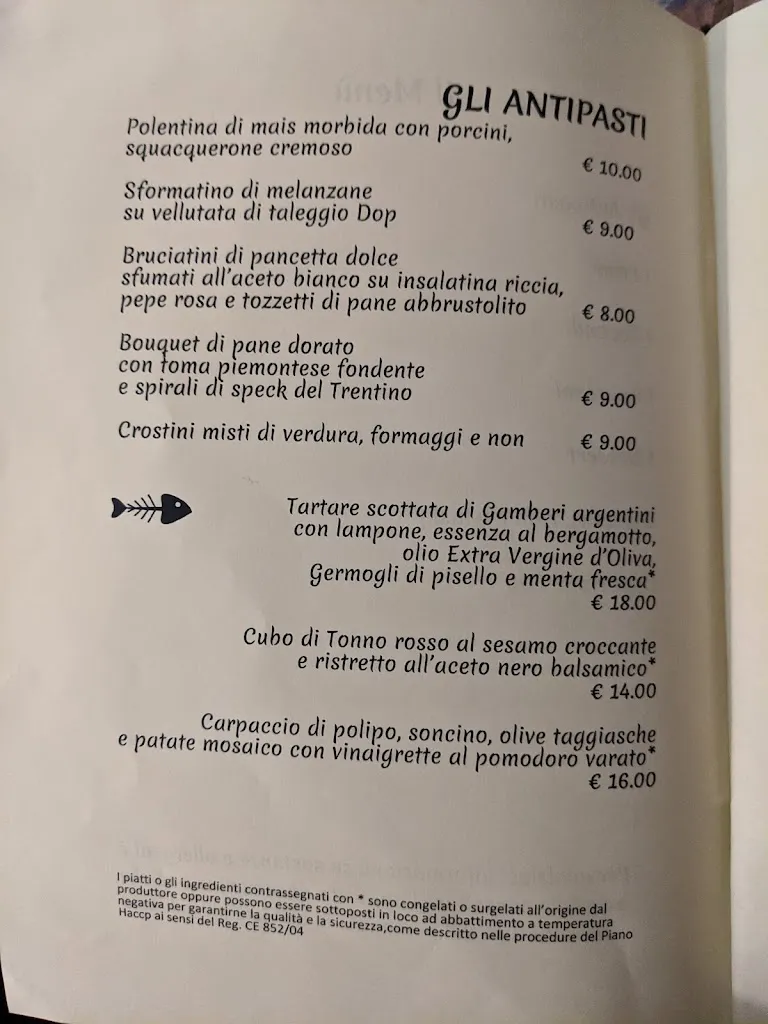 GLI ANTIPASTI
Polentina di mais morbida con porcini,
squacquerone cremoso
€ 10.00
Sformatino di melanzane
su vellutata di taleggio Dop
€ 9.00
Bruciatini di pancetta dolce
sfumati all'aceto bianco su insalatina riccia,
pepe rosa e tozzetti di pane abbrustolito
€ 8.00
Bouquet di pane dorato
con toma piemontese fondente
e spirali di speck del Trentino
€ 9.00
Crostini misti di verdura, formaggi e non € 9.00
Tartare scottata di Gamberi argentini
con lampone, essenza al bergamotto,
olio Extra Vergine d'Oliva,
Germogli di pisello e menta fresca*
€ 18.00
Cubo di Tonno rosso al sesamo croccante
e ristretto all'aceto nero balsamico*
€ 14.00
Carpaccio di polipo, soncino, olive taggiasche
e patate mosaico con vinaigrette al pomodoro varato*
€ 16.00
I piatti o gli ingredienti contrassegnati con * sono congelati o surgelati all'origine dal
produttore oppure possono essere sottoposti in loco ad abbattimento a temperatura
negativa per garantirne la qualità e la sicurezza,come descritto nelle procedure del Piano
Haccp ai sensi del Reg. CE 852/04